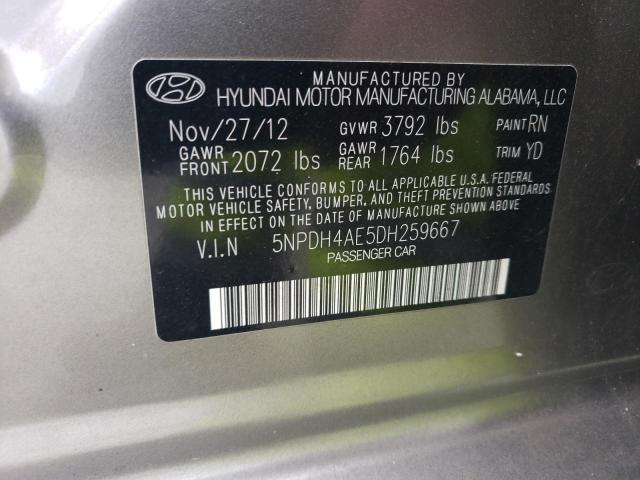 MANUFACTURED BY
HYUNDAI MOTOR MANUFACTURING ALABAMA, LLC
Nov/27/12 GVWR 3792 lbs PAINT RN
GAWR FRONT 2072 lbs GAWR REAR 1764 lbs TRIM YD
THIS VEHICLE CONFORMS TO ALL APPLICABLE U.S.A. FEDERAL
MOTOR VEHICLE SAFETY, BUMPER, AND THEFT PREVENTION STANDARDS
IN EFFECT ON THE DATE OF MANUFACTURE SHOWN ABOVE
V.I.N 5NPDH4AE5DH259667
PASSENGER CAR